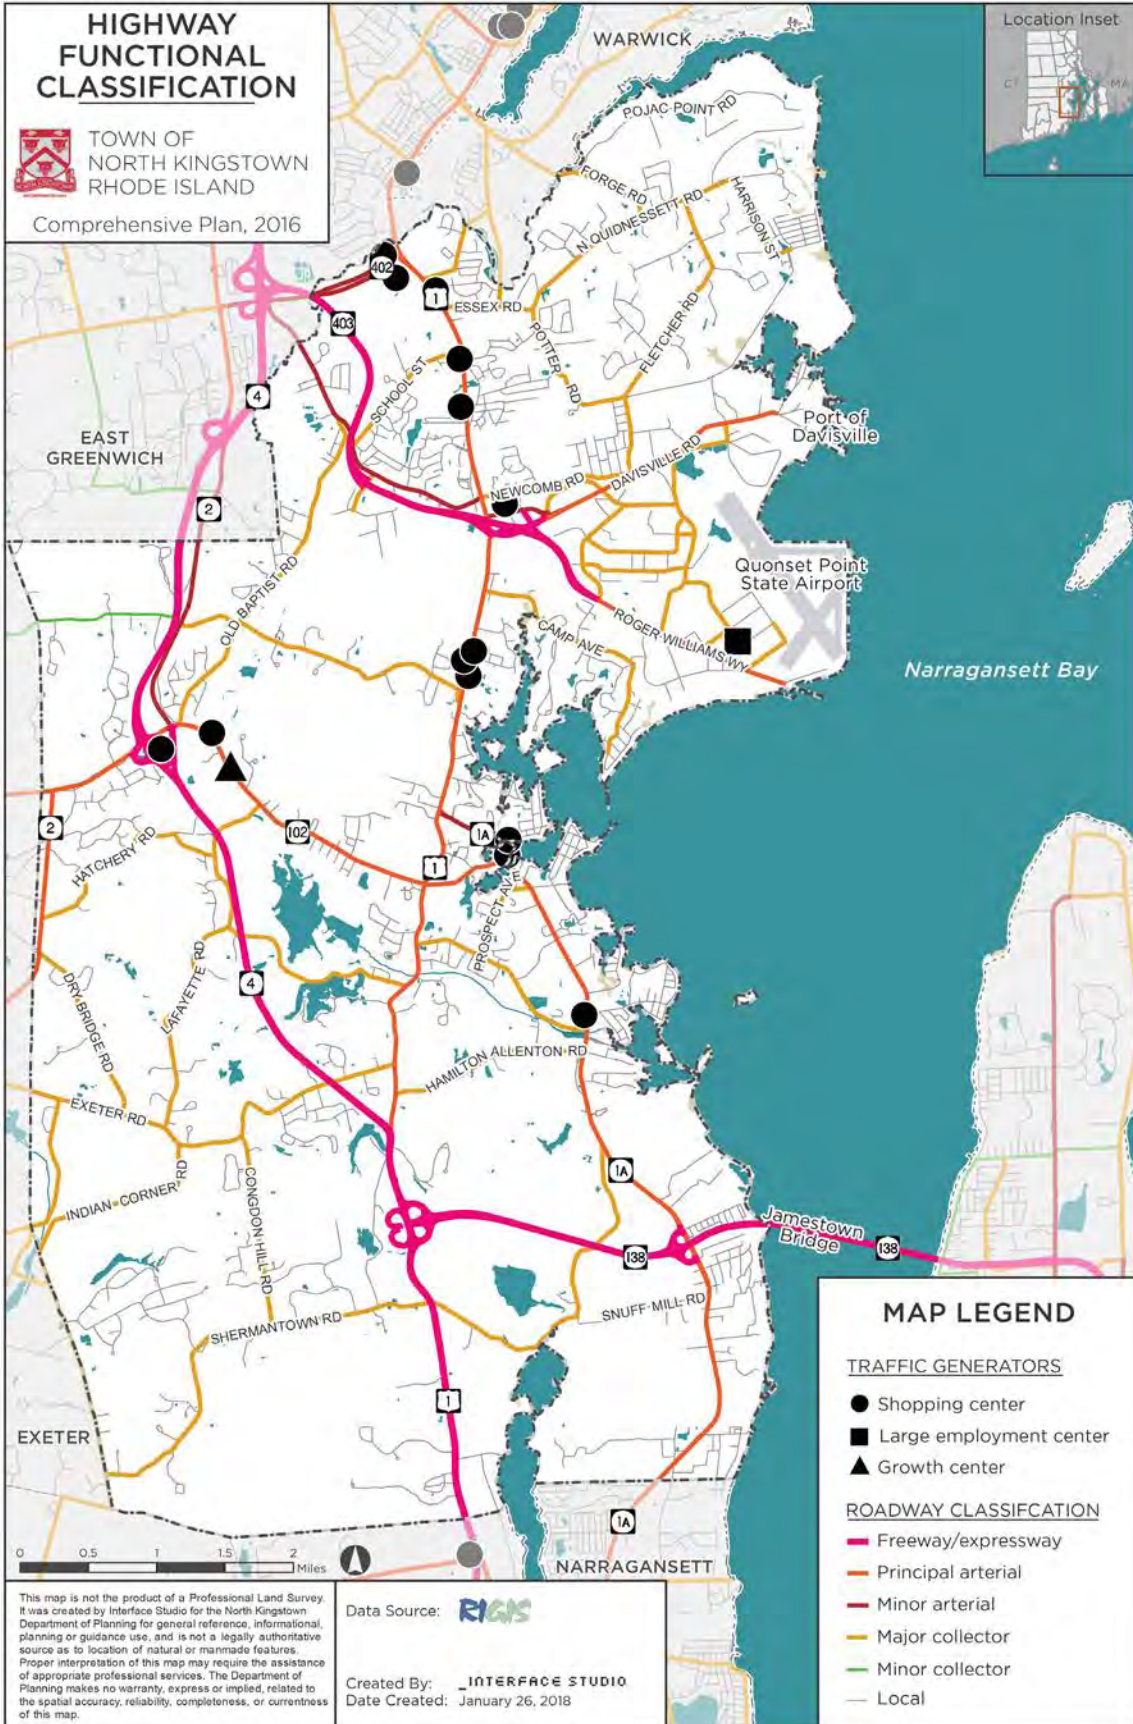 HIGHWAY
FUNCTIONAL
CLASSIFICATION
TOWN OF
NORTH KINGSTOWN
RHODE ISLAND
Comprehensive Plan, 2016
Location Inset
CT
MA
WARWICK
POJAC POINT RD
FORGE RD
N QUIDNESSETT RD
HARRISON ST
402
1
ESSEX RD
403
POTTER RD
FLETCHER RD
SCHOOL ST
4
EAST
GREENWICH
Port of
Davisville
DAVISVILLE RD
NEWCOMB RD
2
Quonset Point
State Airport
OLD BAPTIST RD
CAMP AVE
ROGER WILLIAMS WY
Narragansett Bay
2
102
1A
1
HATCHERY RD
PROSPECT AVE
LAFAYETTE RD
4
DRY BRIDGE RD
HAMILTON ALLENTON RD
EXETER RD
1A
INDIAN CORNER RD
CONGDON HILL RD
Jamestown
Bridge
138
138
SNUFF MILL RD
SHERMANTOWN RD
1
EXETER
1A
NARRAGANSETT
0 0.5 1 1.5 2
Miles
MAP LEGEND
TRAFFIC GENERATORS
Shopping center
Large employment center
Growth center
ROADWAY CLASSIFCATION
Freeway/expressway
Principal arterial
Minor arterial
Major collector
Minor collector
Local
This map is not the product of a Professional Land Survey.
It was created by Interface Studio for the North Kingstown
Department of Planning for general reference, informational,
planning or guidance use, and is not a legally authoritative
source as to location of natural or manmade features.
Proper interpretation of this map may require the assistance
of appropriate professional services. The Department of
Planning makes no warranty, express or implied, related to
the spatial accuracy, reliability, completeness, or currentness
of this map.
Data Source: RIGIS
Created By: _INTERFACE STUDIO
Date Created: January 26, 2018